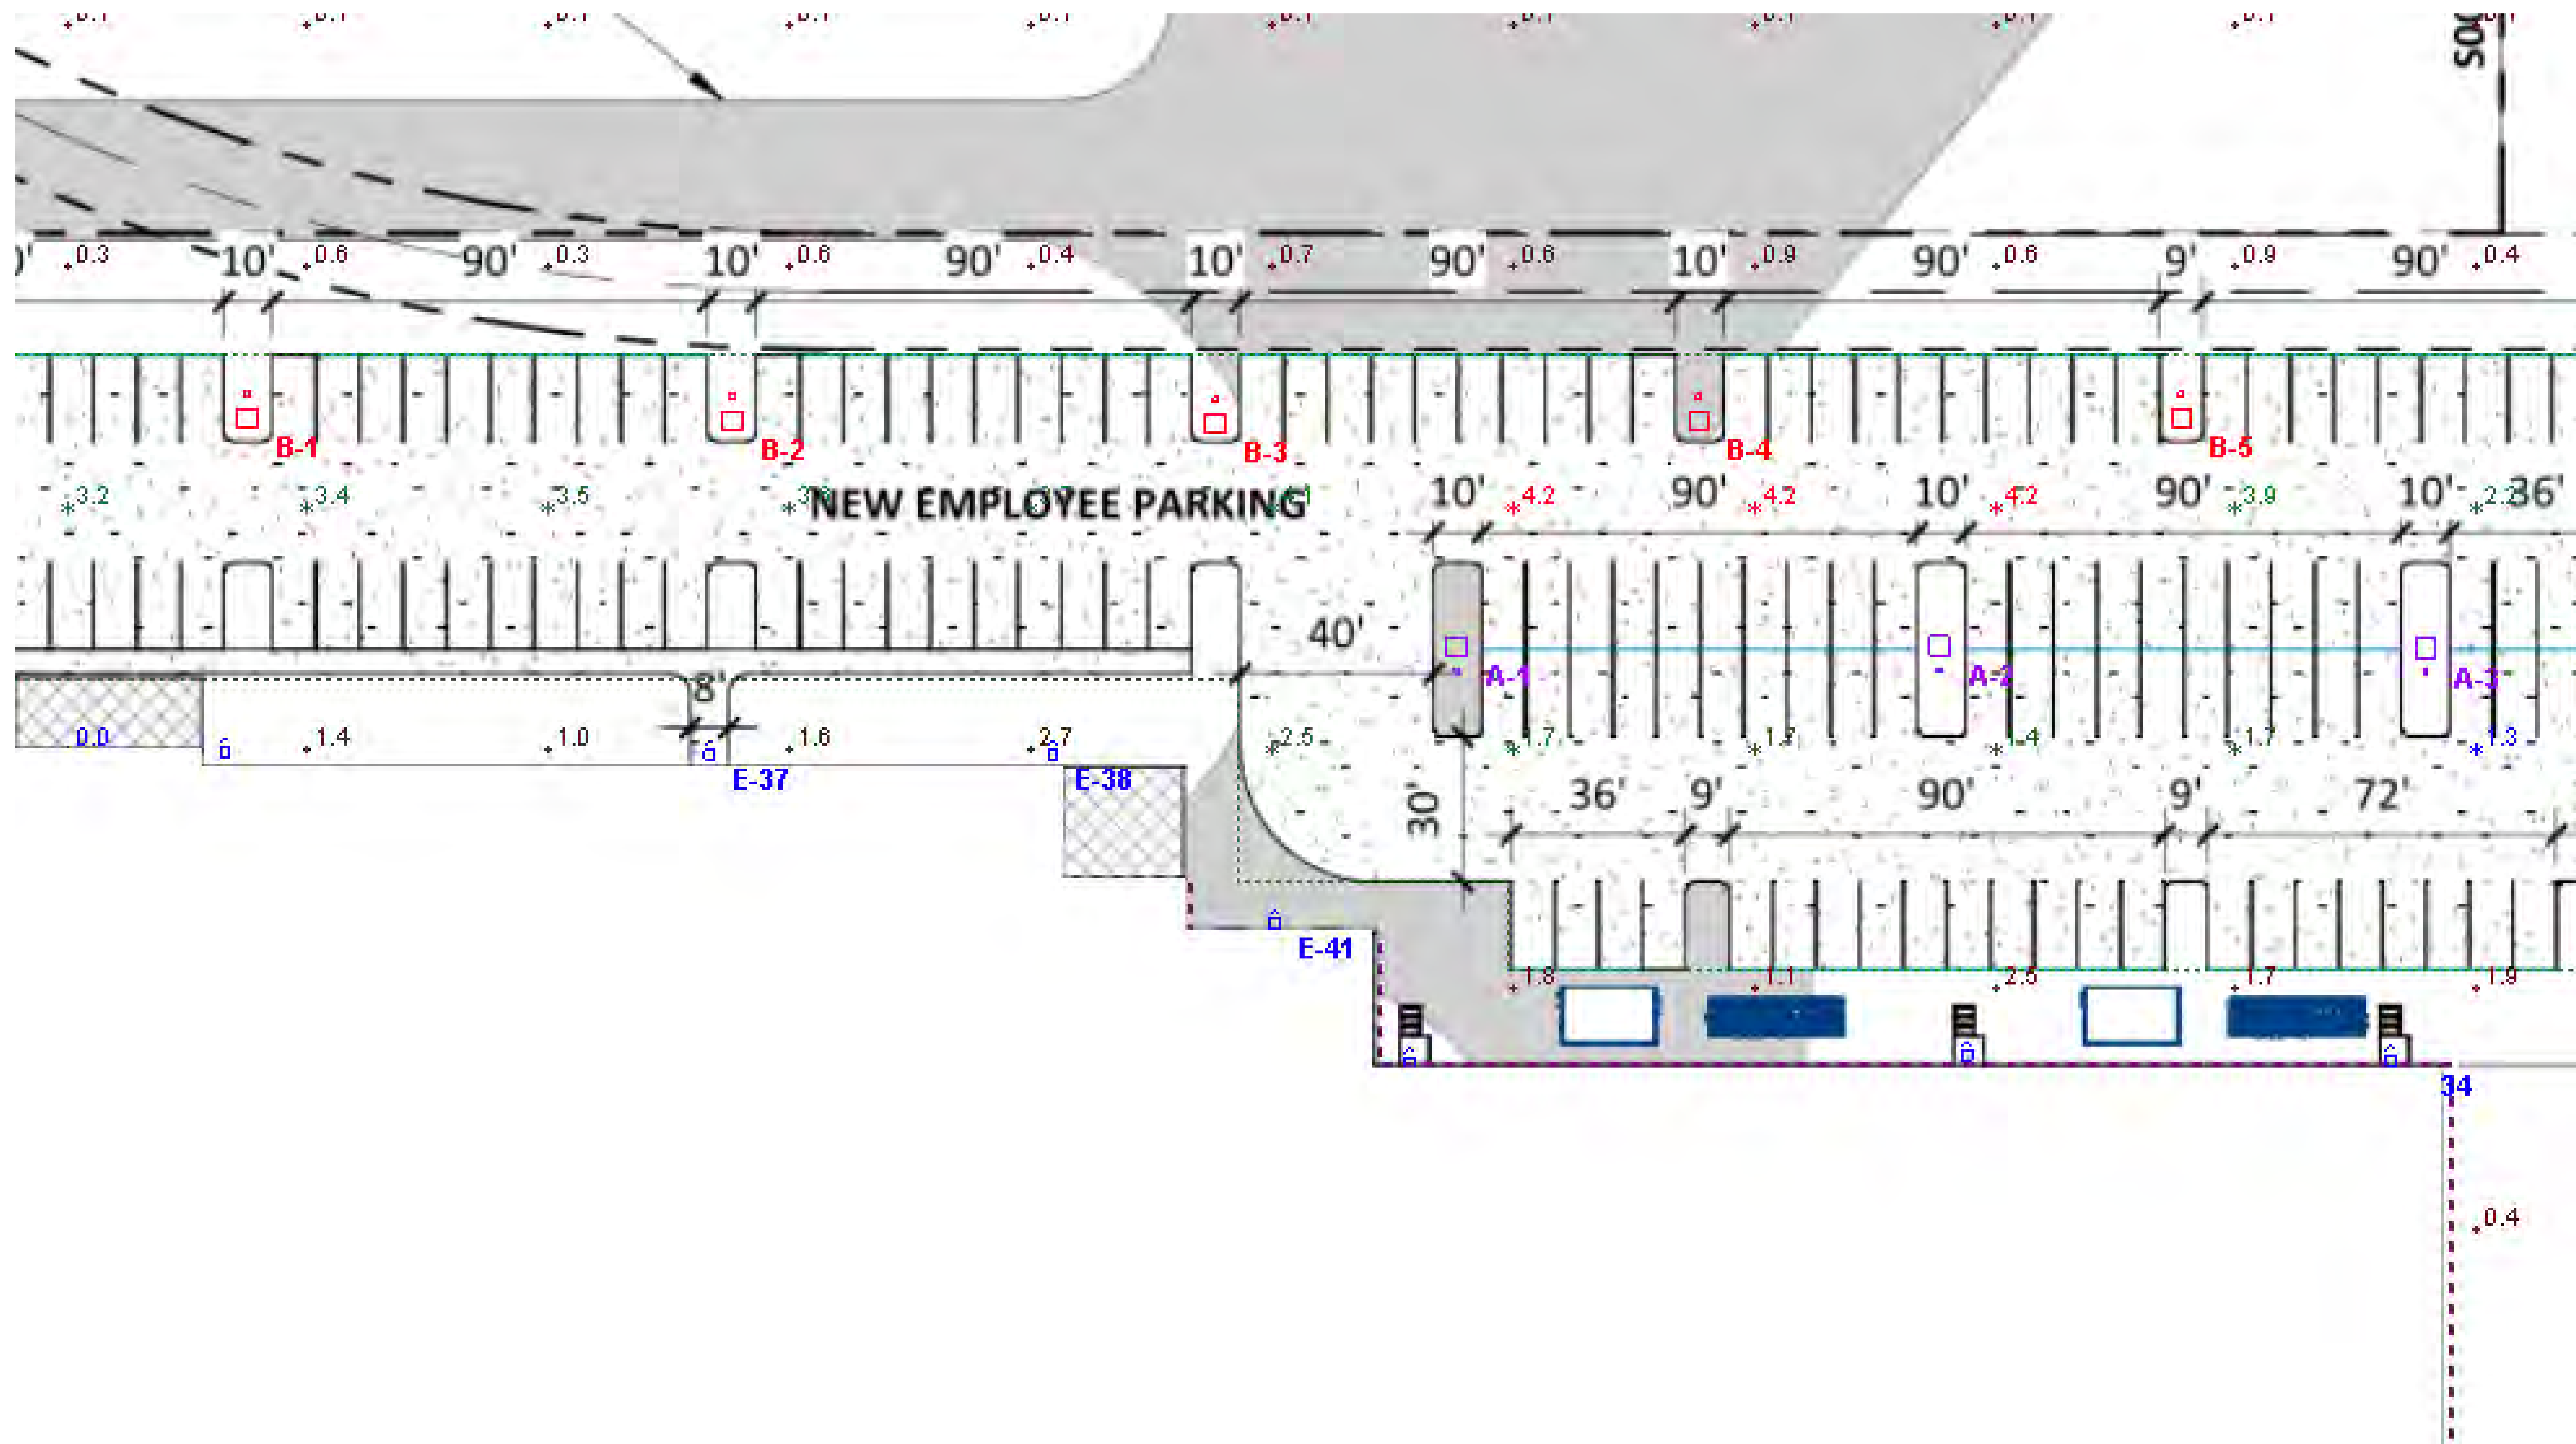 0.3 10' 0.6 90' 0.3 10' 0.6 90' 0.4 10' 0.7 90' 0.6 10' 0.9 90' 0.6 9' 0.9 90' 0.4
B-1 B-2 B-3 B-4 B-5
3.2 3.4 3.5 NEW EMPLOYEE PARKING 10' 4.2 90' 4.2 10' 4.2 90' 3.9 10' 36'
40'
8' A-1 A-2 A-3
0.0 1.4 1.0 1.6 2.7 2.5 1.7 1.7 1.4 1.7 1.3
E-37 E-38 30' 36' 9' 90' 9' 72'
E-41
1.8 1.1 2.5 1.7 1.9
34
0.4